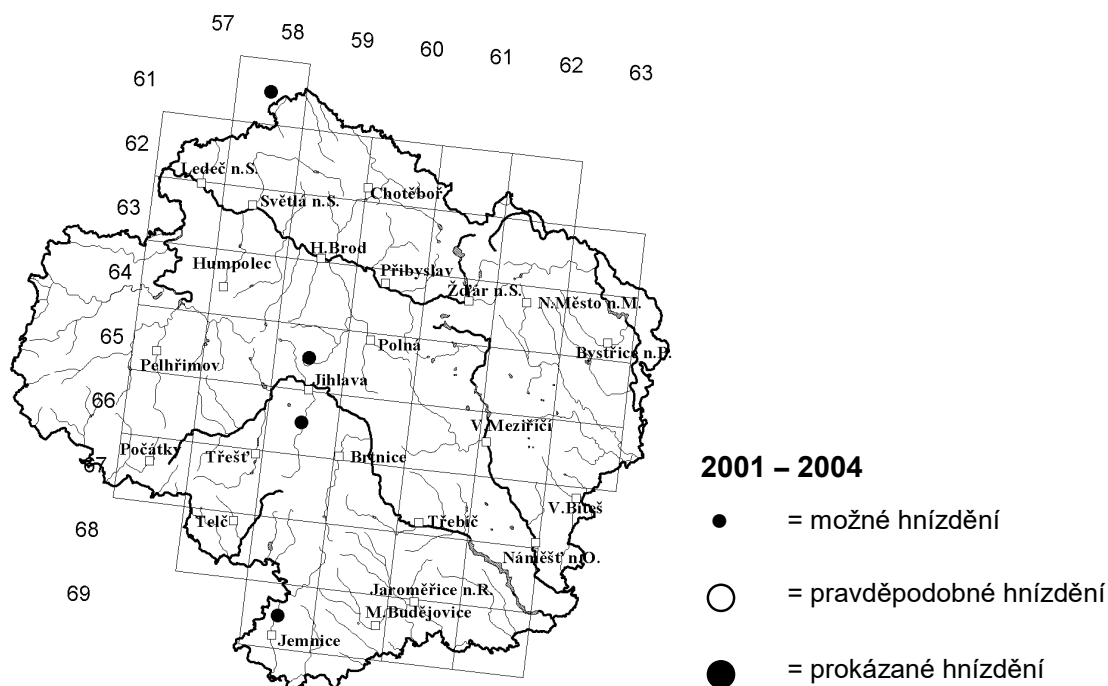 57
58
59
60
61
62
63
61
62
63
64
65
66
67
68
69
Ledeč n.S.
Světlá n.S.
Chotěboř
H.Brod
Humpolec
Přibyslav
Žďár n.S.
N.Město n.M.
Bystřice n.P.
Polná
Pelhřimov
Jihlava
V.Meziříčí
Počátky
Třešť
Brtnice
Telč
Třebíč
V.Bíteš
Náměšť n.O.
Jaroměřice n.R.
M.Budějovice
Jemnice
2001 – 2004
= možné hnízdění
= pravděpodobné hnízdění
= prokázané hnízdění